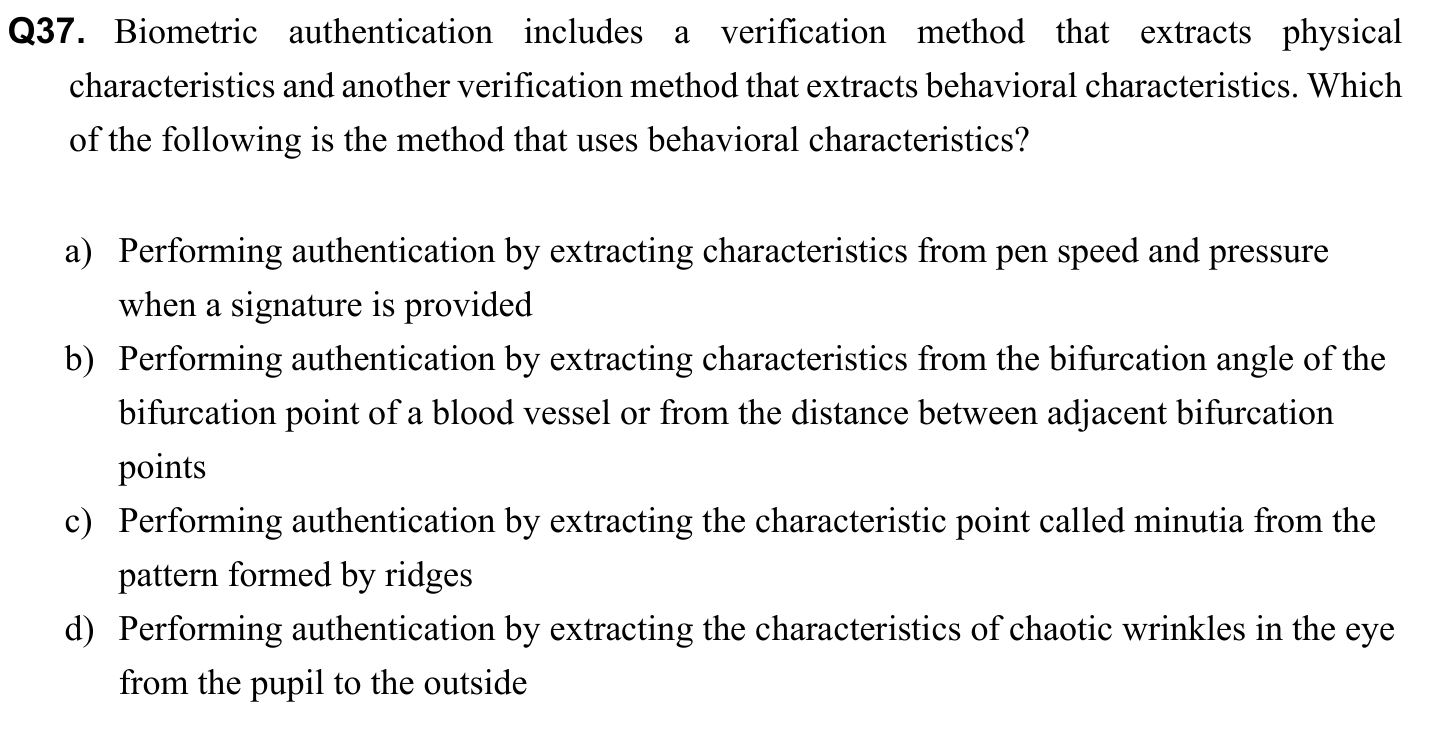 Q37. Biometric authentication includes a verification method that extracts physical
characteristics and another verification method that extracts behavioral characteristics. Which
of the following is the method that uses behavioral characteristics?
a) Performing authentication by extracting characteristics from pen speed and pressure
when a signature is provided
b) Performing authentication by extracting characteristics from the bifurcation angle of the
bifurcation point of a blood vessel or from the distance between adjacent bifurcation
points
c) Performing authentication by extracting the characteristic point called minutia from the
pattern formed by ridges
d) Performing authentication by extracting the characteristics of chaotic wrinkles in the eye
from the pupil to the outside